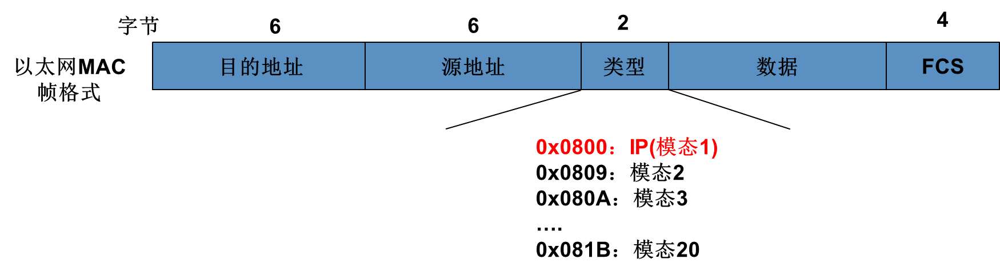 字节 6 6 2 4
以太网MAC 目的地址 源地址 类型 数据 FCS
帧格式
0x0800：IP(模态1)
0x0809：模态2
0x080A：模态3
....
0x081B：模态20